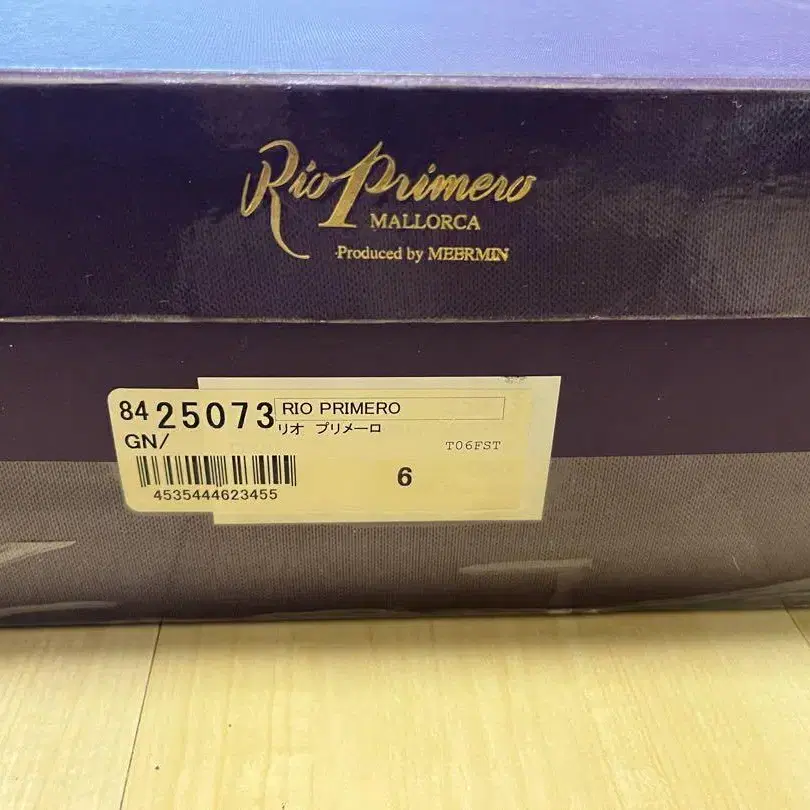 Rio Primero
MALLORCA
Produced by MEERMIN
84 25073
GN/
4535444623455
RIO PRIMERO
リオ プリメーロ
T06FST
6